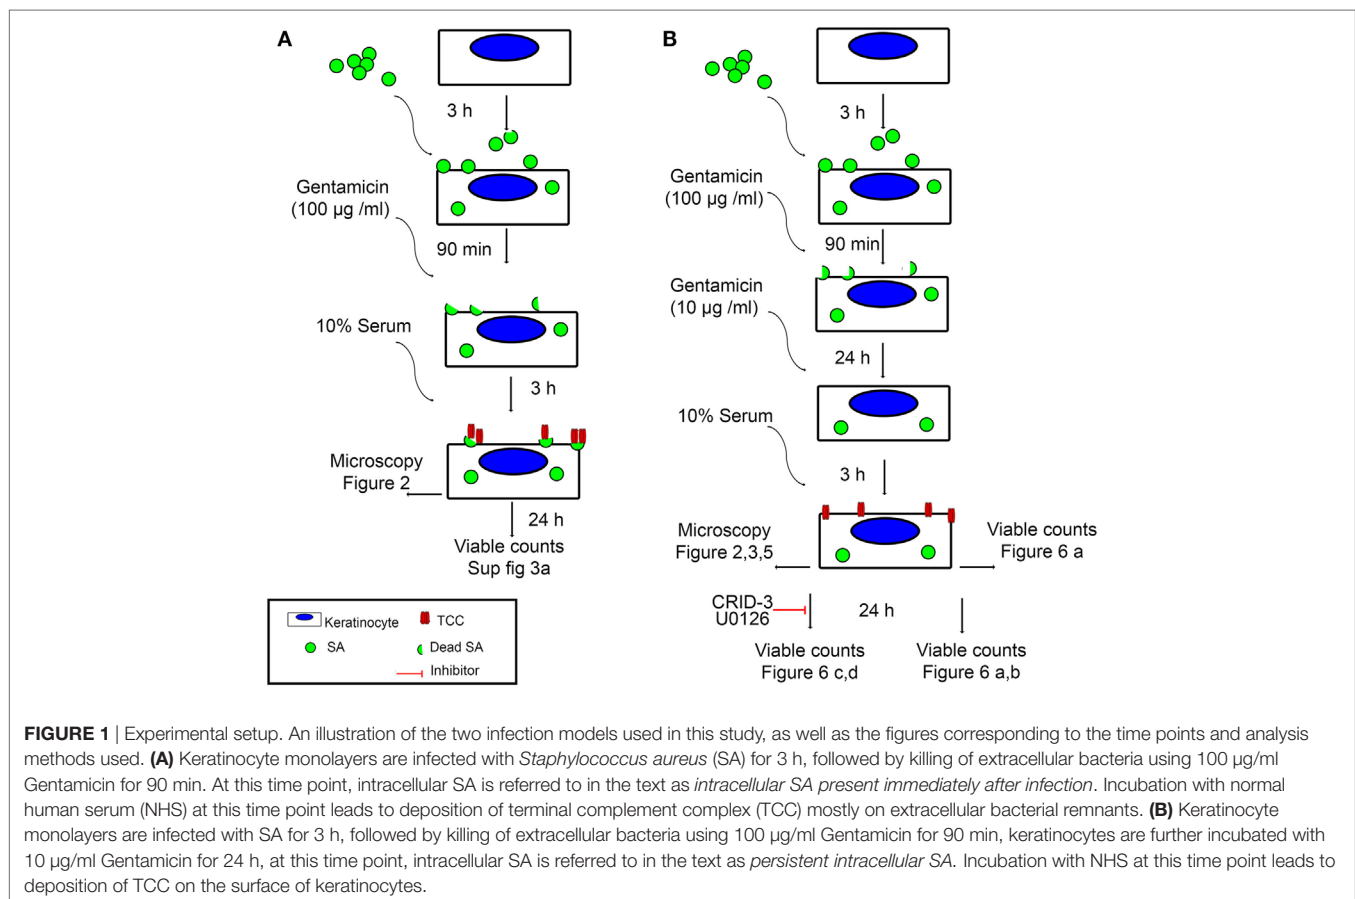 A
3 h
Gentamicin
(100 µg /ml)
90 min
10% Serum
3 h
Microscopy
Figure 2
24 h
Viable counts
Sup fig 3a
Keratinocyte
TCC
SA
Dead SA
Inhibitor
B
3 h
Gentamicin
(100 µg /ml)
90 min
Gentamicin
(10 µg /ml)
24 h
10% Serum
3 h
Microscopy
Figure 2,3,5
Viable counts
Figure 6 a
CRID-3
U0126
24 h
Viable counts
Figure 6 c,d
Viable counts
Figure 6 a,b
FIGURE 1 | Experimental setup. An illustration of the two infection models used in this study, as well as the figures corresponding to the time points and analysis
methods used. (A) Keratinocyte monolayers are infected with Staphylococcus aureus (SA) for 3 h, followed by killing of extracellular bacteria using 100 µg/ml
Gentamicin for 90 min. At this time point, intracellular SA is referred to in the text as intracellular SA present immediately after infection. Incubation with normal
human serum (NHS) at this time point leads to deposition of terminal complement complex (TCC) mostly on extracellular bacterial remnants. (B) Keratinocyte
monolayers are infected with SA for 3 h, followed by killing of extracellular bacteria using 100 µg/ml Gentamicin for 90 min, keratinocytes are further incubated with
10 µg/ml Gentamicin for 24 h, at this time point, intracellular SA is referred to in the text as persistent intracellular SA. Incubation with NHS at this time point leads to
deposition of TCC on the surface of keratinocytes.